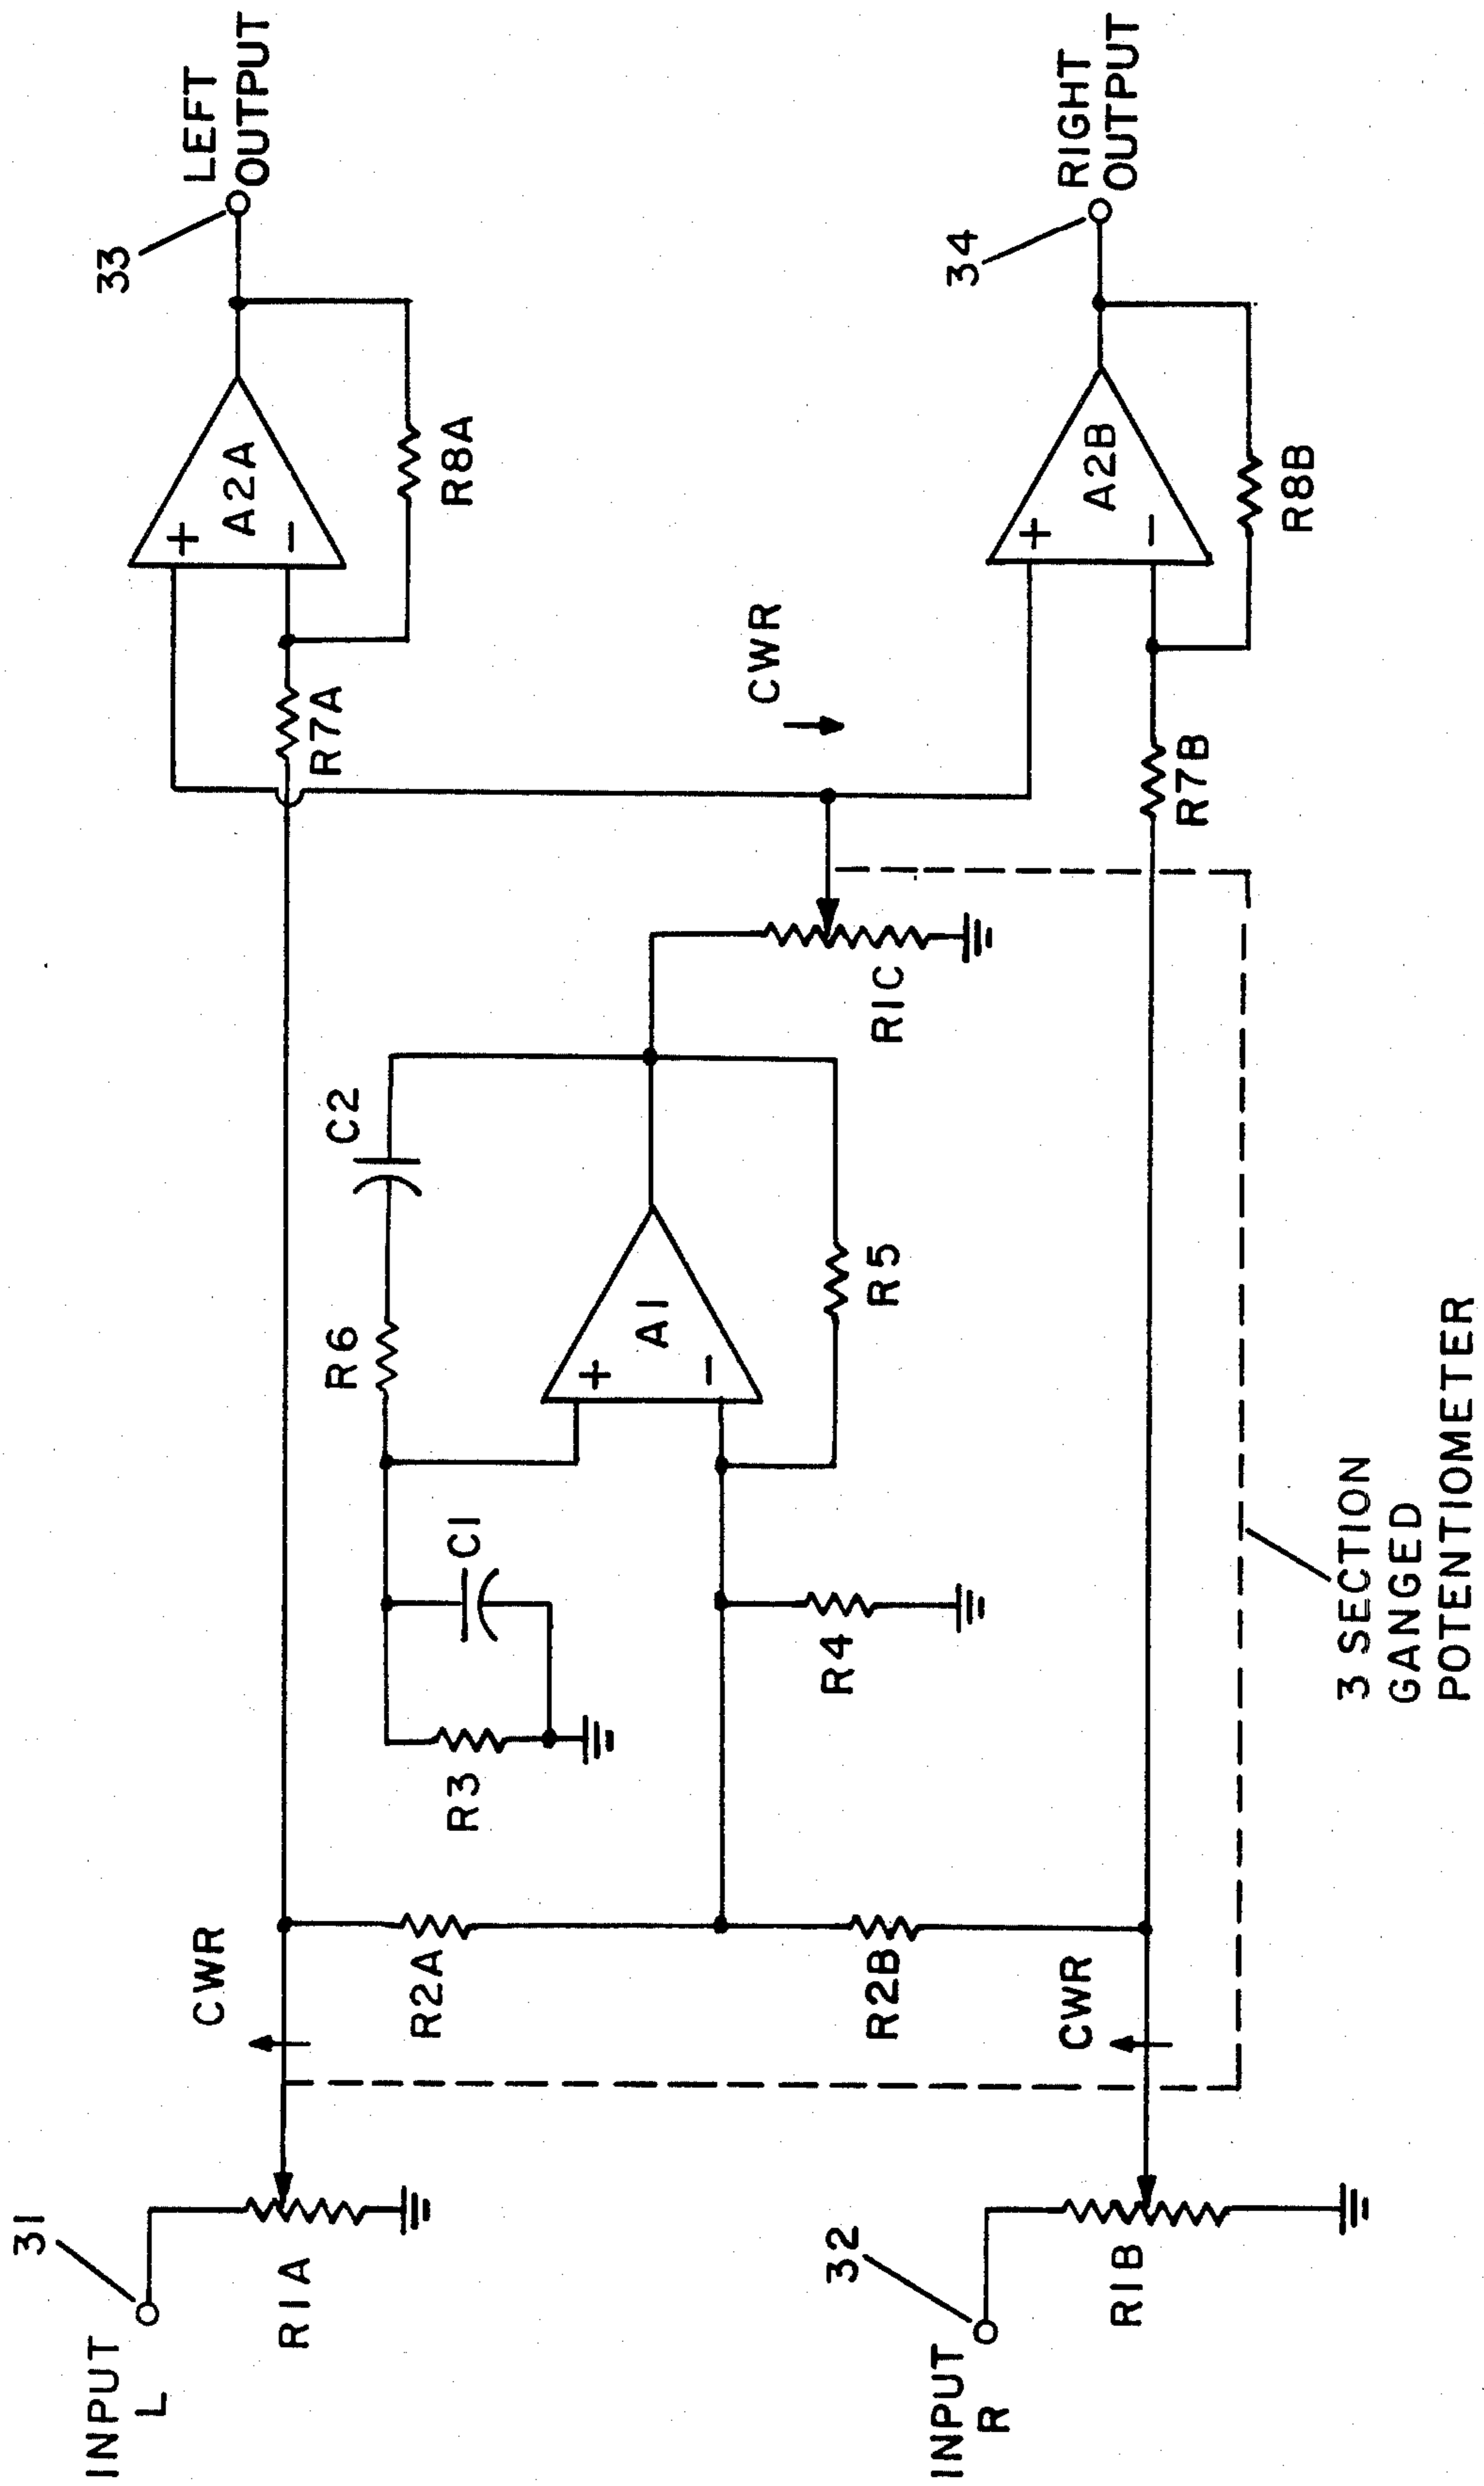 INPUT
L
31
R1A
CWR
R2A
R3
C1
R6
C2
A1
+
−
R4
R5
R1C
CWR
R7A
+
−
A2A
R8A
33
LEFT
OUTPUT
INPUT
R
32
R1B
CWR
R2B
R7B
+
−
A2B
R8B
34
RIGHT
OUTPUT
3 SECTION
GANGED
POTENTIOMETER